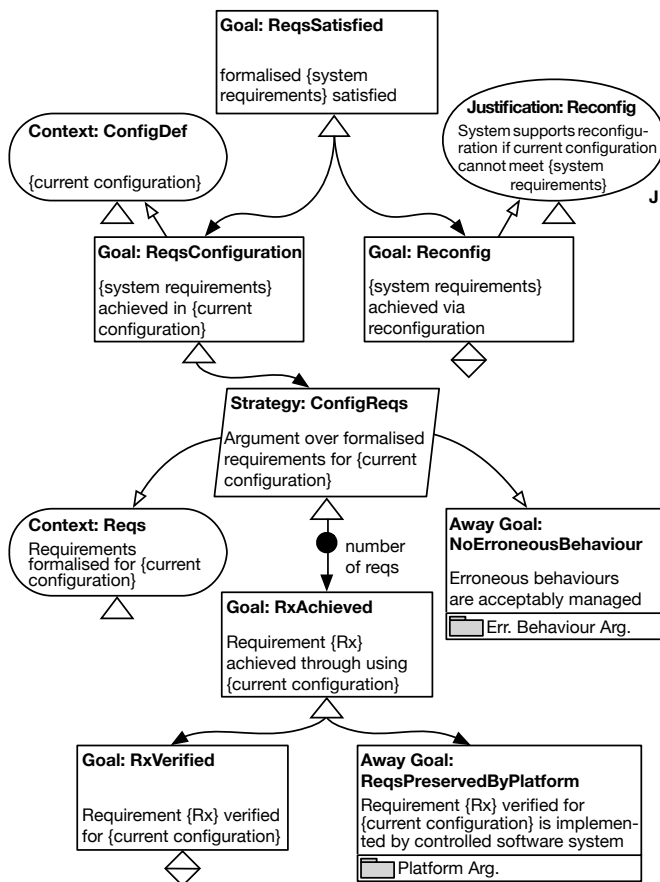 Goal: ReqsSatisfied
formalised {system
requirements} satisfied
Context: ConfigDef
{current configuration}
Justification: Reconfig
System supports reconfigu-
ration if current configuration
cannot meet {system
requirements}
J
Goal: ReqsConfiguration
{system requirements}
achieved in {current
configuration}
Goal: Reconfig
{system requirements}
achieved via
reconfiguration
Strategy: ConfigReqs
Argument over formalised
requirements for {current
configuration}
Context: Reqs
Requirements
formalised for {current
configuration}
number
of reqs
Away Goal:
NoErroneousBehaviour
Erroneous behaviours
are acceptably managed
Err. Behaviour Arg.
Goal: RxAchieved
Requirement {Rx}
achieved through using
{current configuration}
Goal: RxVerified
Requirement {Rx} verified
for {current configuration}
Away Goal:
ReqsPreservedByPlatform
Requirement {Rx} verified for
{current configuration} is implemen-
ted by controlled software system
Platform Arg.